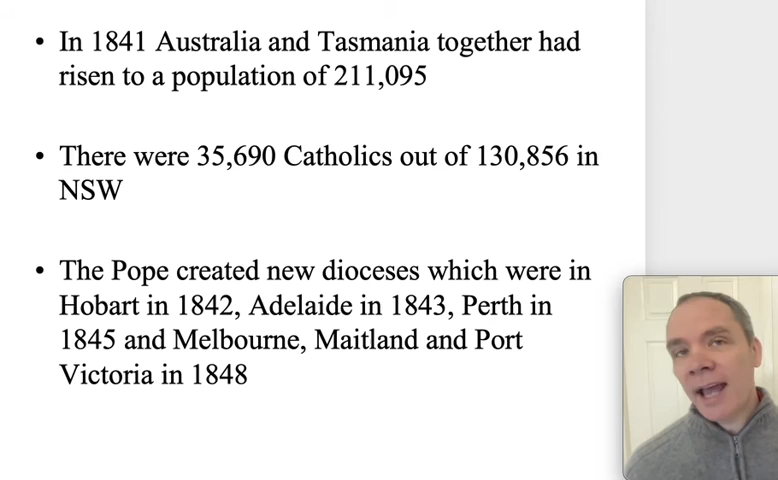 • In 1841 Australia and Tasmania together had
risen to a population of 211,095
• There were 35,690 Catholics out of 130,856 in
NSW
• The Pope created new dioceses which were in
Hobart in 1842, Adelaide in 1843, Perth in
1845 and Melbourne, Maitland and Port
Victoria in 1848